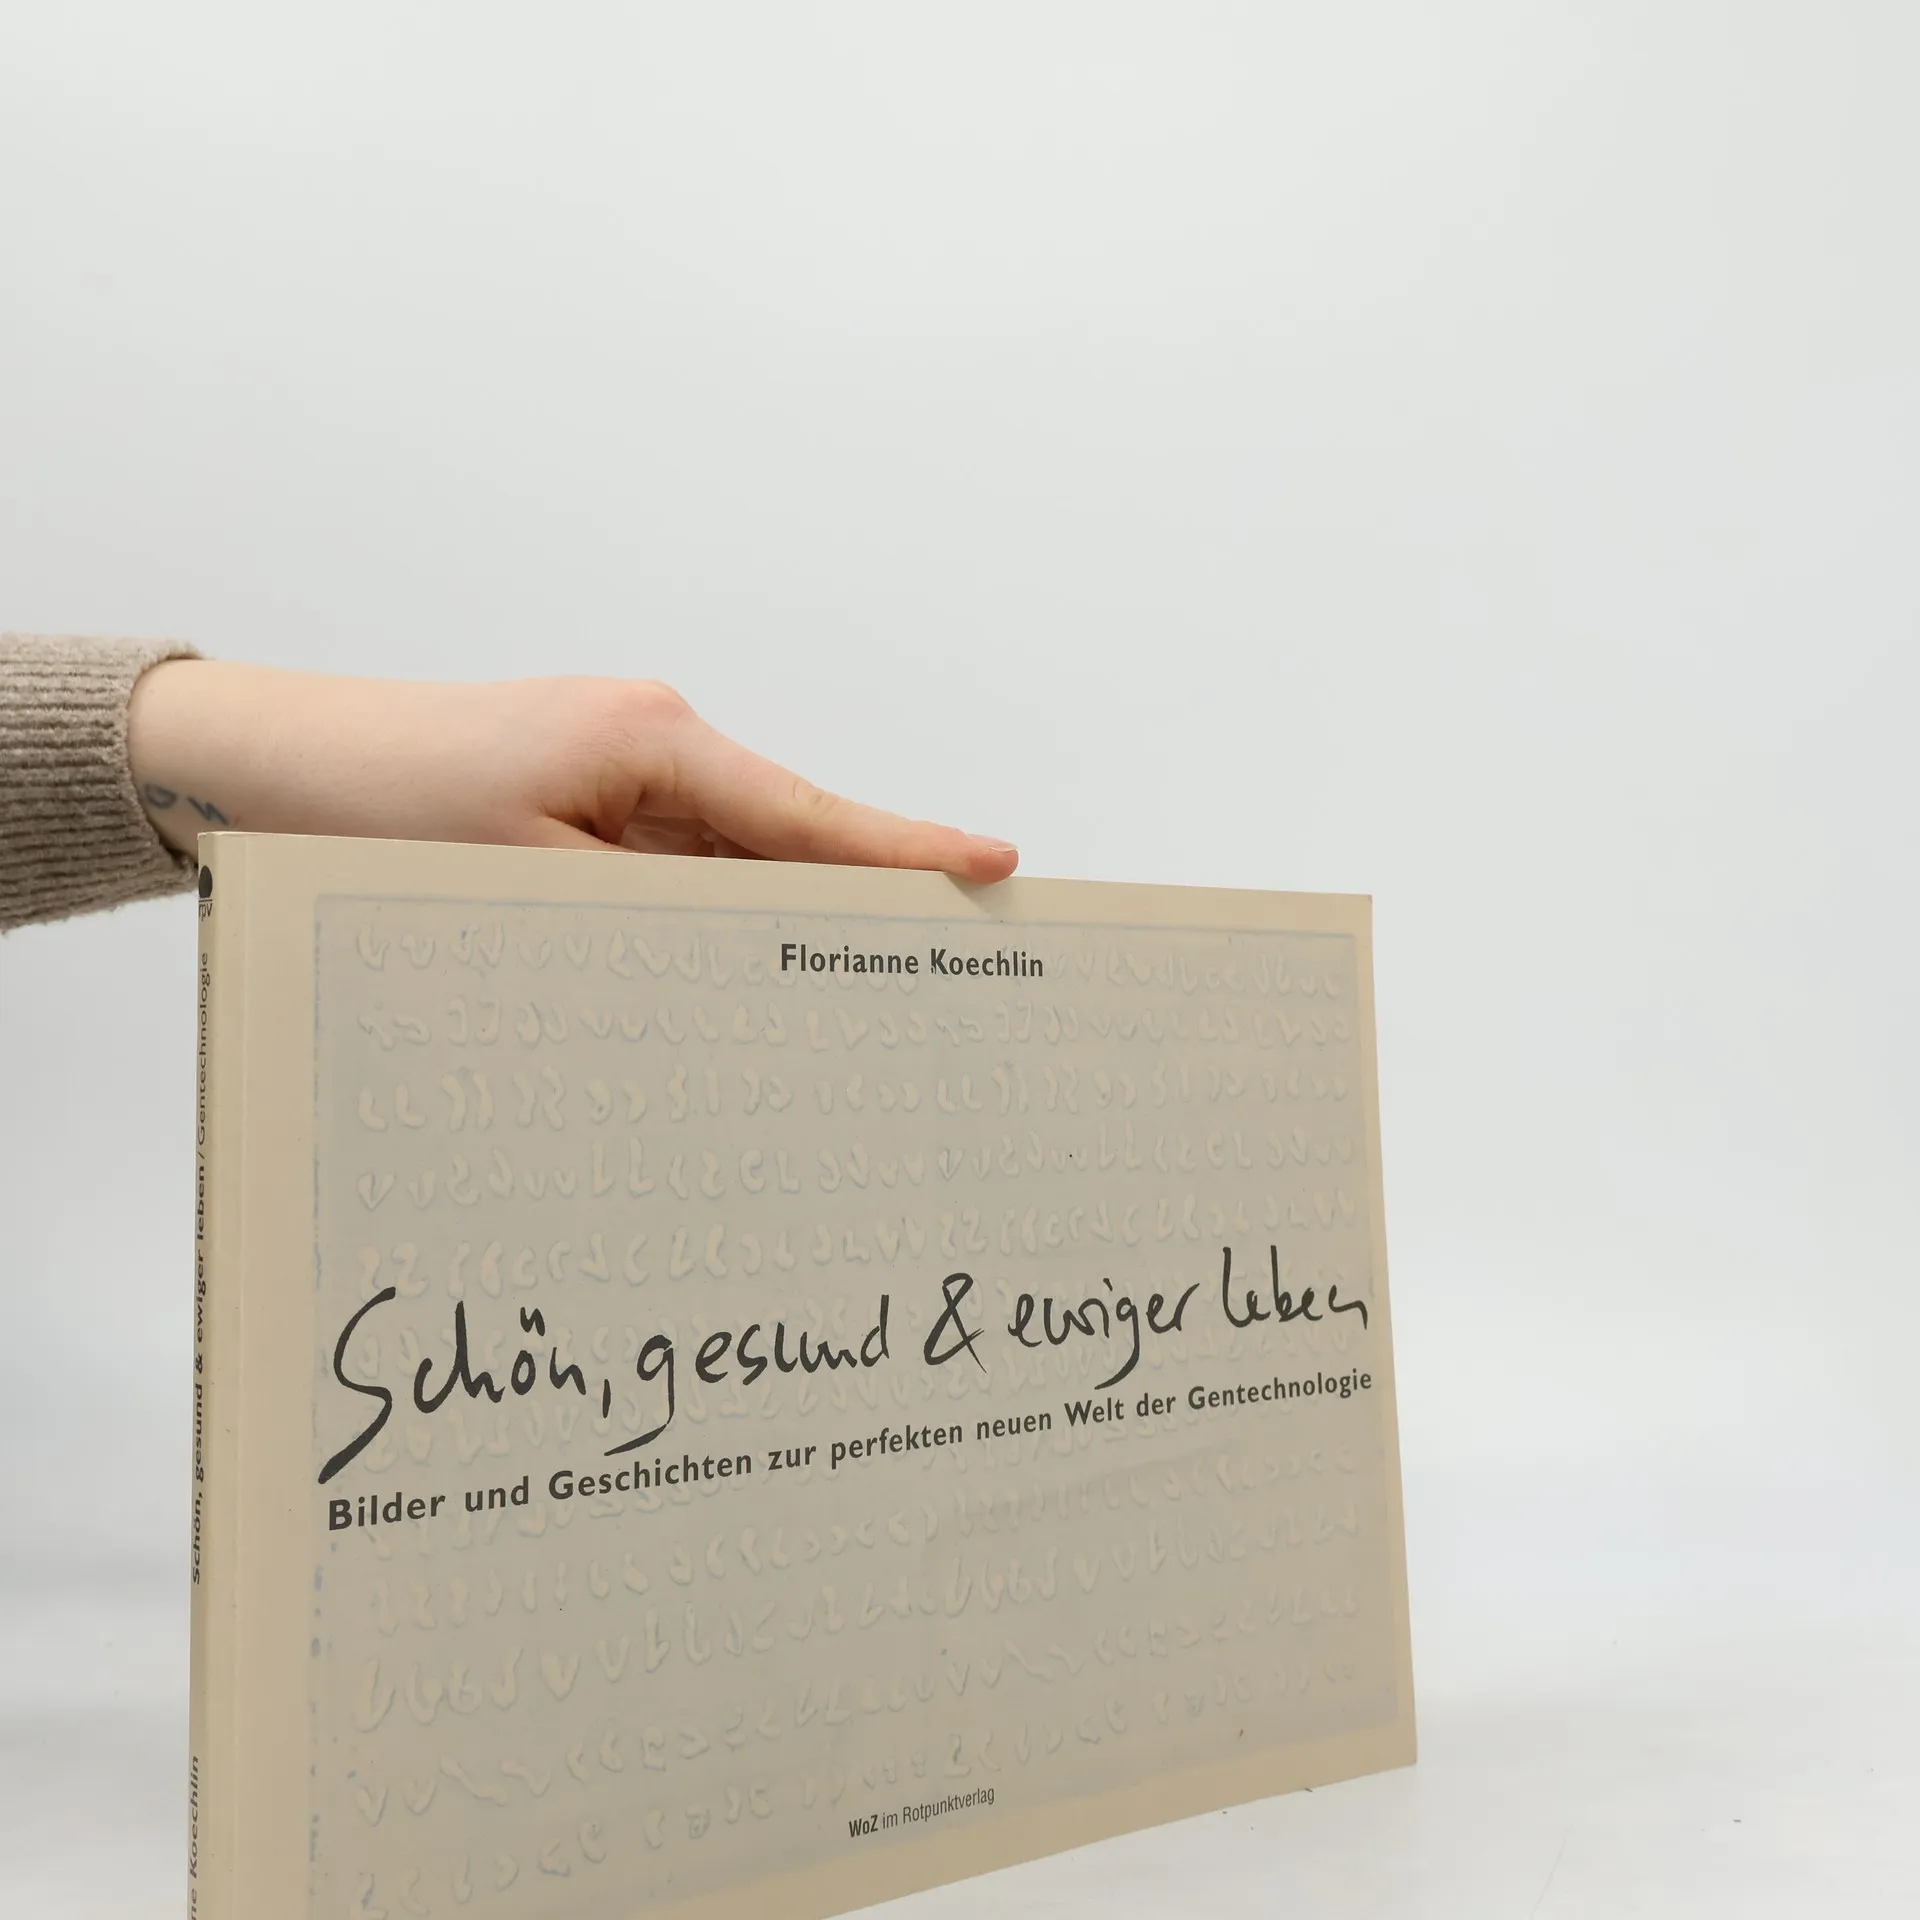 Florianne Koechlin
Schön, gesund & ewiger leben
Bilder und Geschichten zur perfekten neuen Welt der Gentechnologie
WoZ im Rotpunktverlag
Koechlin Schön, gesund & ewiger leben / Gentechnologie